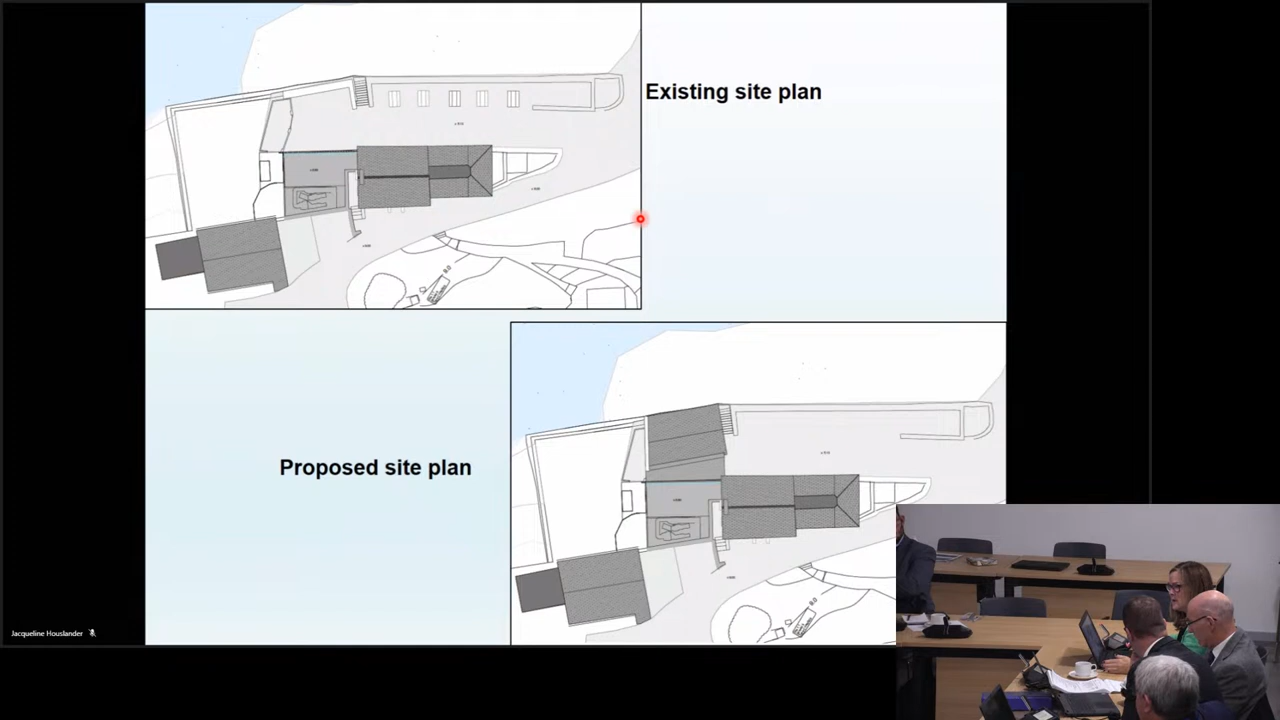 Existing site plan
Proposed site plan
Jacqueline Houslander